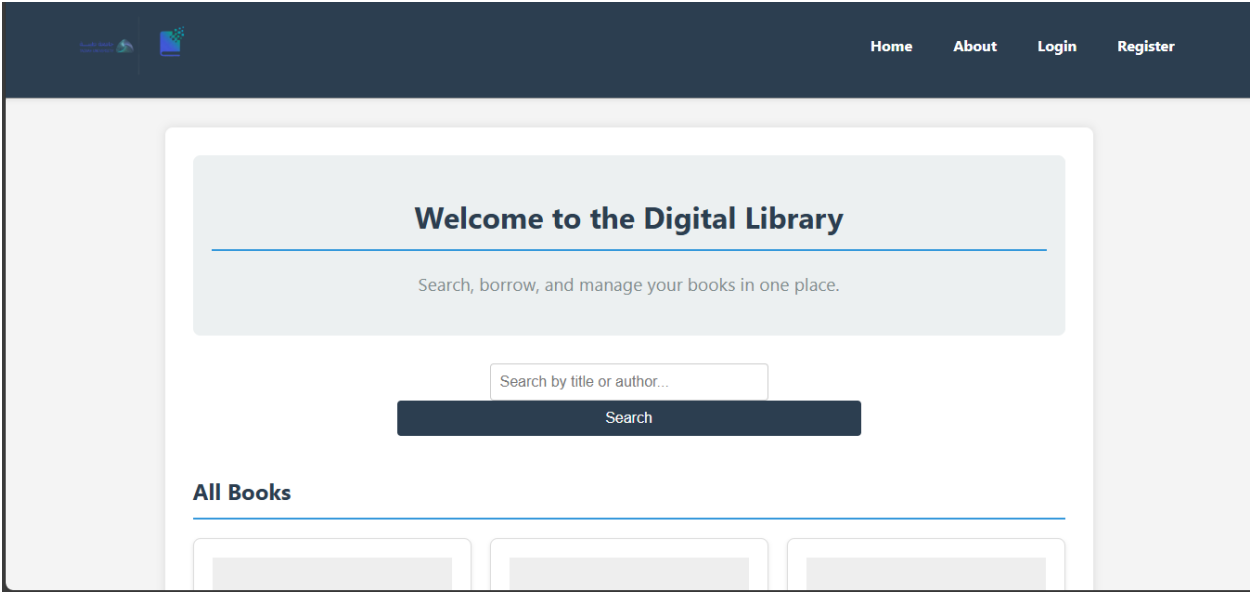 Home About Login Register
Welcome to the Digital Library
Search, borrow, and manage your books in one place.
Search by title or author...
Search
All Books